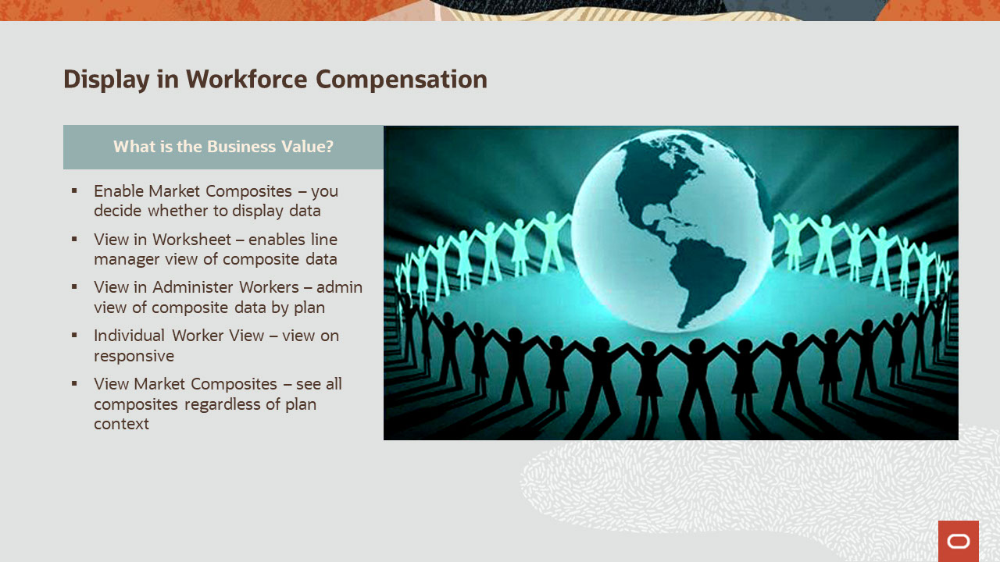 Display in Workforce Compensation
What is the Business Value?
▪ Enable Market Composites – you
decide whether to display data
▪ View in Worksheet – enables line
manager view of composite data
▪ View in Administer Workers – admin
view of composite data by plan
▪ Individual Worker View – view on
responsive
▪ View Market Composites – see all
composites regardless of plan
context